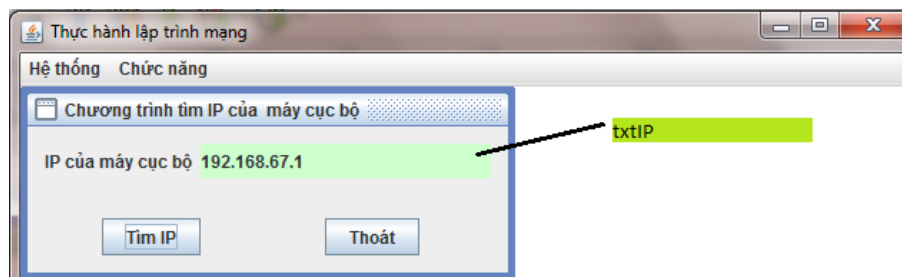 Thực hành lập trình mạng
Hệ thống Chức năng
Chương trình tìm IP của máy cục bộ
txtIP
IP của máy cục bộ 192.168.67.1
Tìm IP Thoát